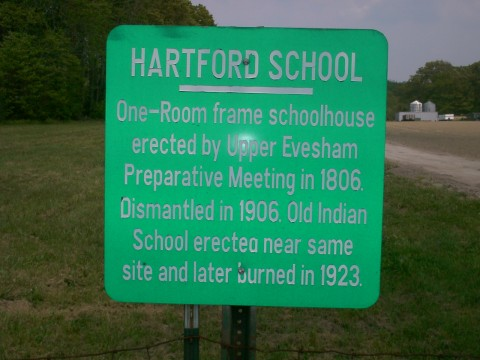 HARTFORD SCHOOL
One-Room frame schoolhouse
erected by Upper Evesham
Preparative Meeting in 1806.
Dismantled in 1906. Old Indian
School erected near same
site and later burned in 1923.